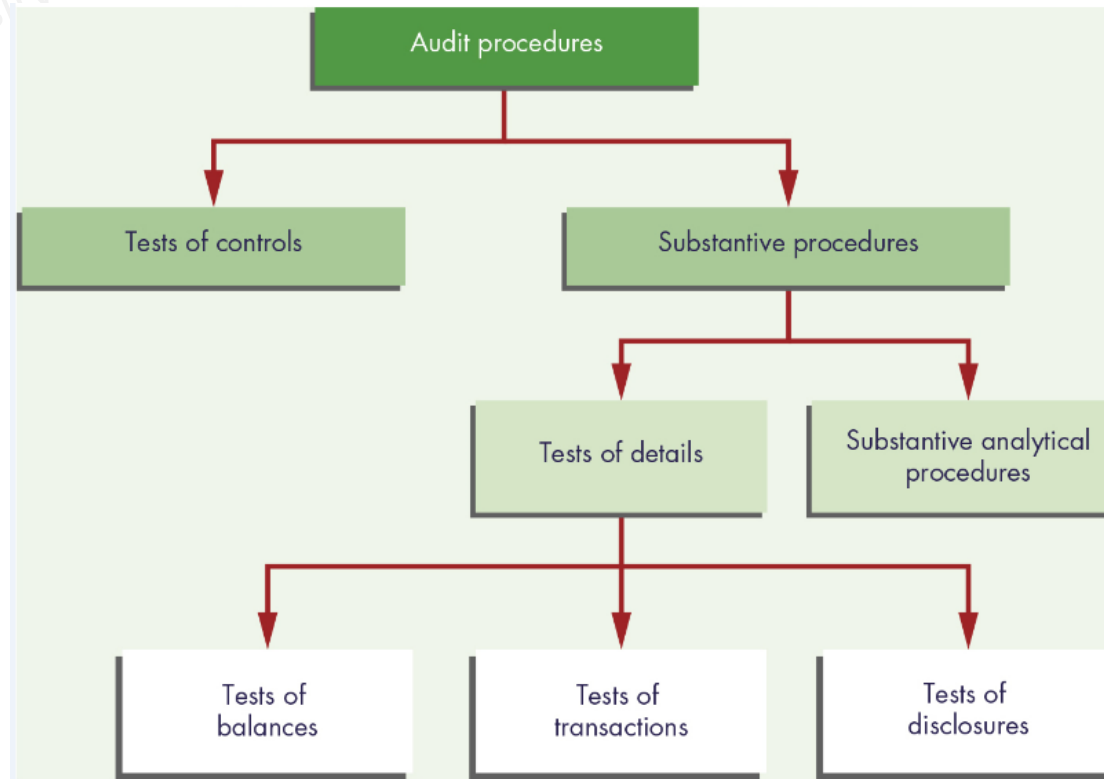 Audit procedures
Tests of controls
Substantive procedures
Tests of details
Substantive analytical
procedures
Tests of
balances
Tests of
transactions
Tests of
disclosures